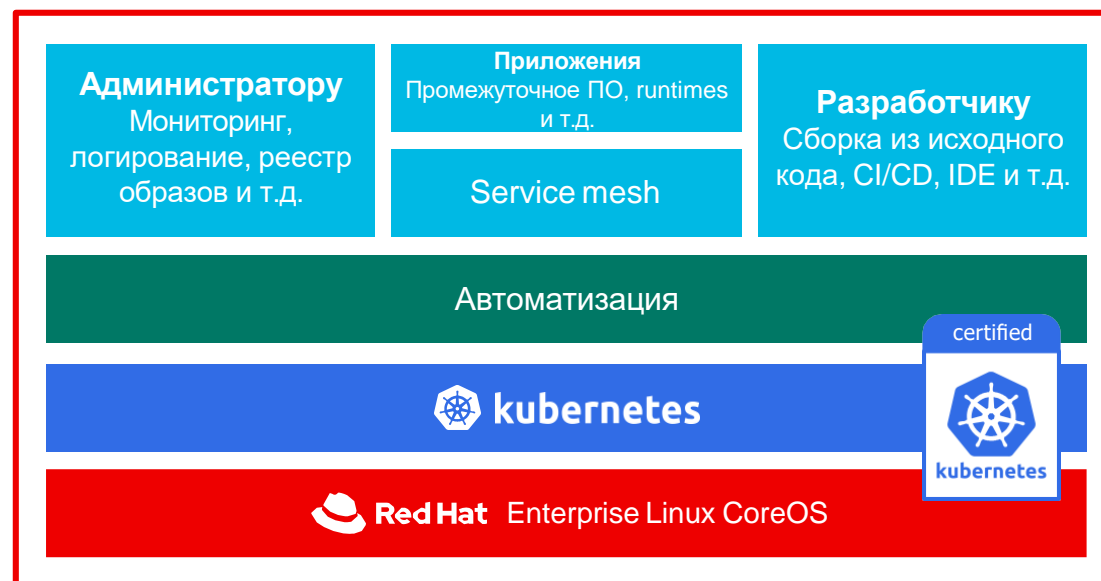 Администратору
Мониторинг,
логирование, реестр
образов и т.д.
Приложения
Промежуточное ПО, runtimes
и т.д.
Service mesh
Разработчику
Сборка из исходного
кода, CI/CD, IDE и т.д.
Автоматизация
certified
kubernetes
kubernetes
Red Hat Enterprise Linux CoreOS